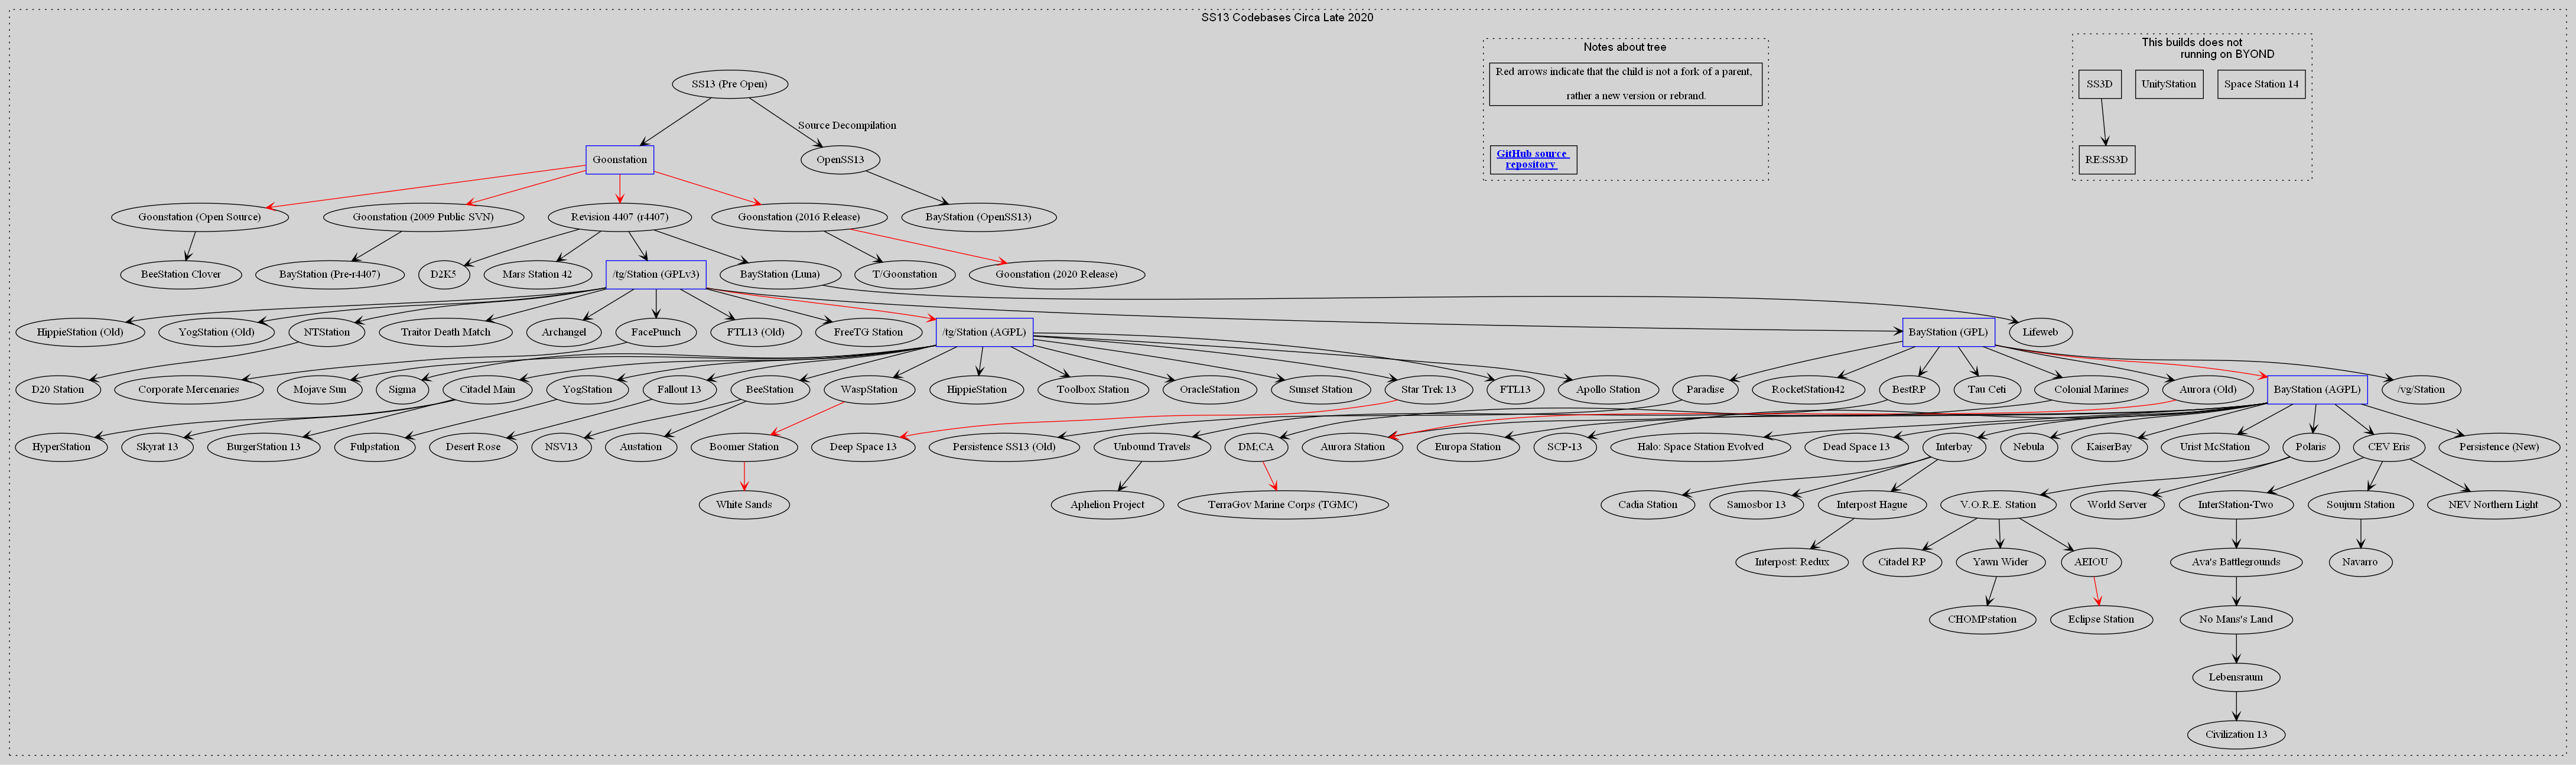 SS13 Codebases Circa Late 2020
Notes about tree
This builds does not
running on BYOND
Red arrows indicate that the child is not a fork of a parent,
rather a new version or rebrand.
SS13 (Pre Open)
SS3D
UnityStation
Space Station 14
Source Decompilation
Goonstation
OpenSS13
GitHub source
repository
RE:SS3D
Goonstation (Open Source)
Goonstation (2009 Public SVN)
Revision 4407 (r4407)
Goonstation (2016 Release)
BayStation (OpenSS13)
BeeStation Clover
BayStation (Pre-r4407)
D2K5
Mars Station 42
/tg/Station (GPLv3)
BayStation (Luna)
T/Goonstation
Goonstation (2020 Release)
HippieStation (Old)
YogStation (Old)
NTStation
Traitor Death Match
Archangel
FacePunch
FTL13 (Old)
FreeTG Station
/tg/Station (AGPL)
BayStation (GPL)
Lifeweb
D20 Station
Corporate Mercenaries
Mojave Sun
Sigma
Citadel Main
YogStation
Fallout 13
BeeStation
WaspStation
HippieStation
Toolbox Station
OracleStation
Sunset Station
Star Trek 13
FTL13
Apollo Station
Paradise
RocketStation42
BestRP
Tau Ceti
Colonial Marines
Aurora (Old)
BayStation (AGPL)
/vg/Station
HyperStation
Skyrat 13
BurgerStation 13
Fulpstation
Desert Rose
NSV13
Austation
Boomer Station
Deep Space 13
Persistence SS13 (Old)
Unbound Travels
DM;CA
Aurora Station
Europa Station
SCP-13
Halo: Space Station Evolved
Dead Space 13
Interbay
Nebula
KaiserBay
Urist McStation
Polaris
CEV Eris
Persistence (New)
White Sands
Aphelion Project
TerraGov Marine Corps (TGMC)
Cadia Station
Samosbor 13
Interpost Hague
V.O.R.E. Station
World Server
InterStation-Two
Soujurn Station
NEV Northern Light
Interpost: Redux
Citadel RP
Yawn Wider
AEIOU
Ava's Battlegrounds
Navarro
CHOMPstation
Eclipse Station
No Mans's Land
Lebensraum
Civilization 13